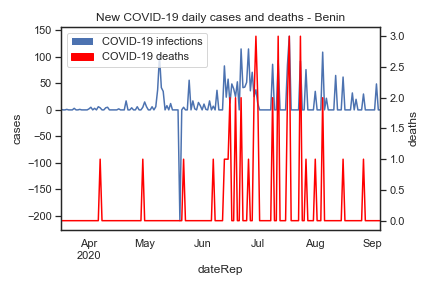 New COVID-19 daily cases and deaths - Benin
COVID-19 infections
COVID-19 deaths
150
100
50
0
−50
−100
−150
−200
cases
3.0
2.5
2.0
1.5
1.0
0.5
0.0
deaths
Apr May Jun Jul Aug Sep
2020
dateRep